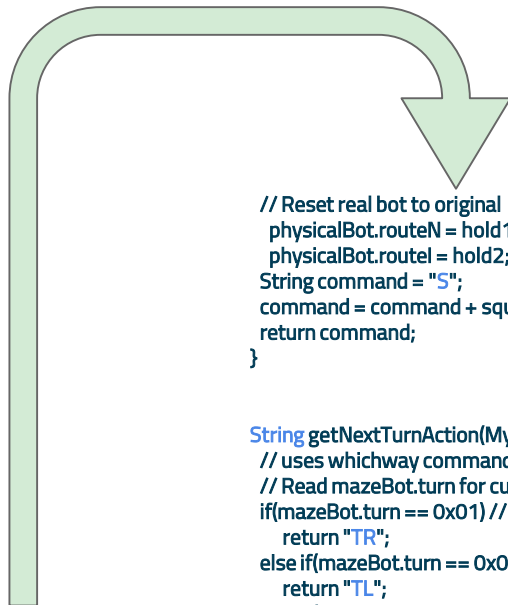 // Reset real bot to original
physicalBot.routeN = hold1
physicalBot.routeI = hold2;
String command = "S";
command = command + squ
return command;
}
String getNextTurnAction(My
// uses whichway command
// Read mazeBot.turn for cu
if(mazeBot.turn == 0x01) //
return "TR";
else if(mazeBot.turn == 0x0
return "TL";